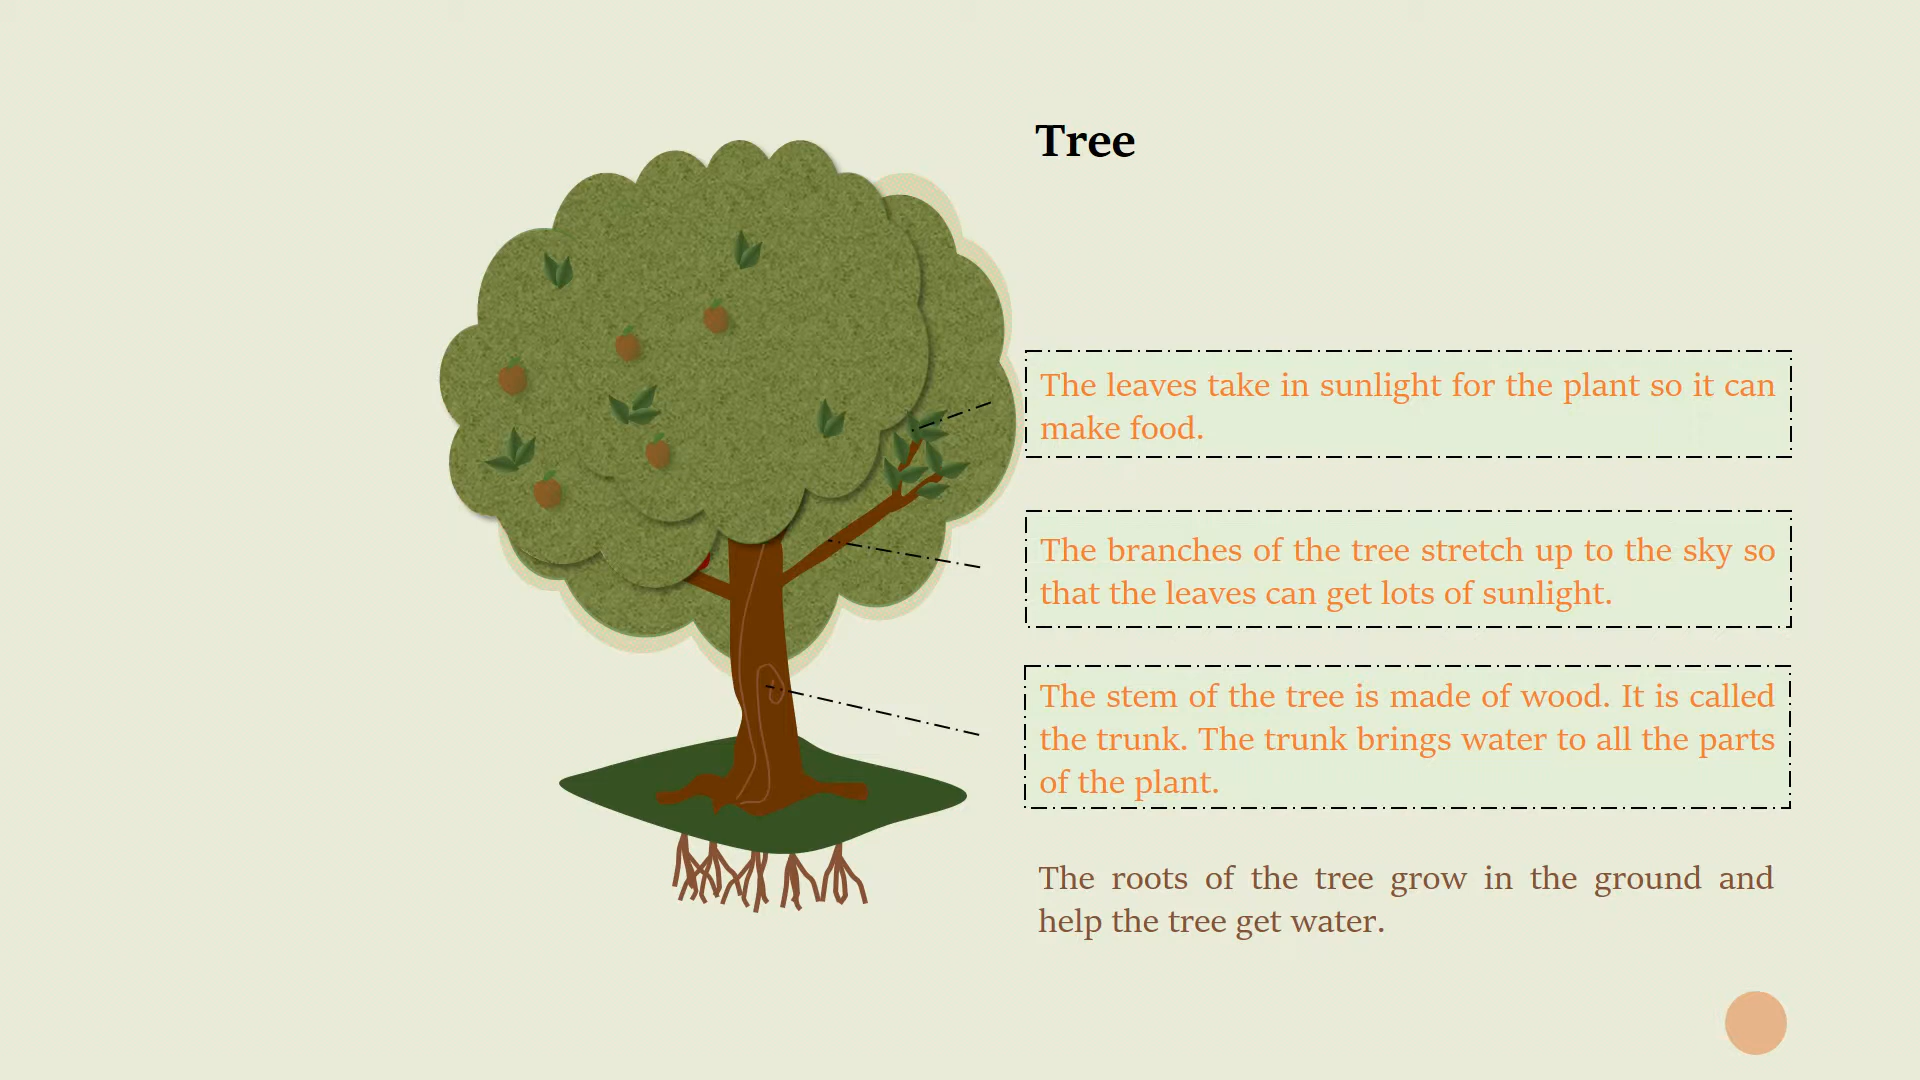 Tree
The leaves take in sunlight for the plant so it can
make food.
The branches of the tree stretch up to the sky so
that the leaves can get lots of sunlight.
The stem of the tree is made of wood. It is called
the trunk. The trunk brings water to all the parts
of the plant.
The roots of the tree grow in the ground and
help the tree get water.